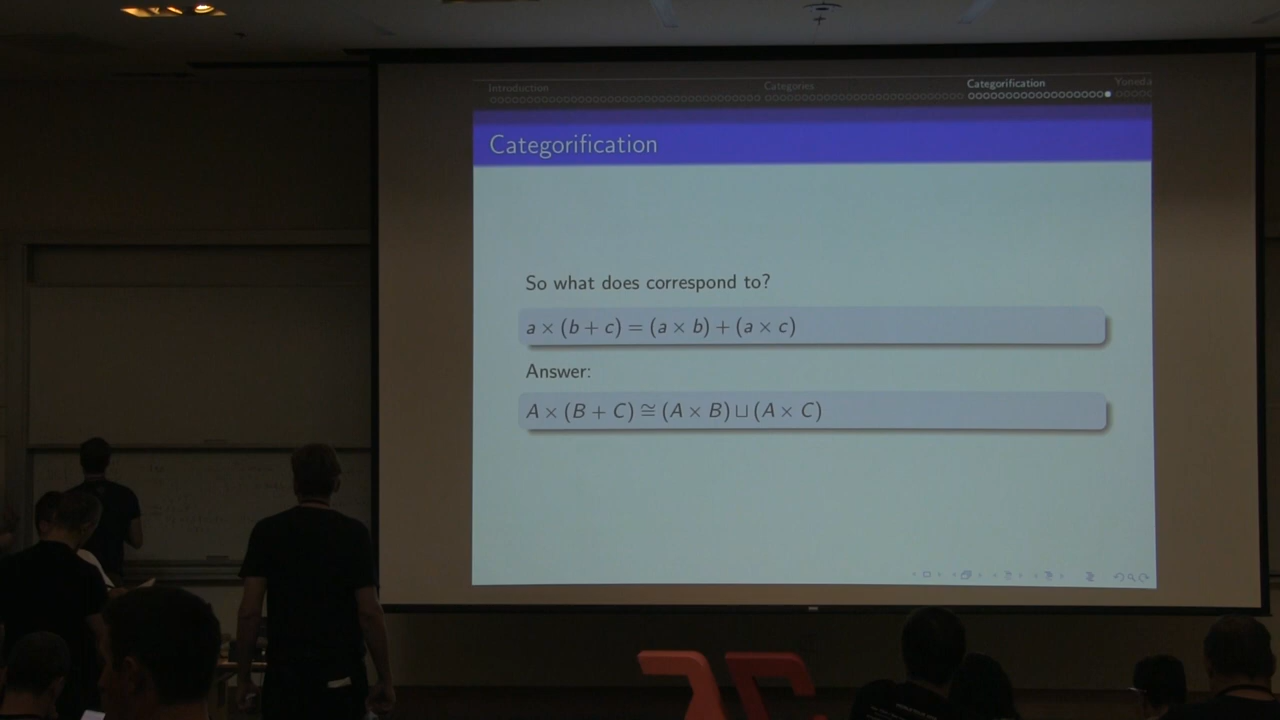 Introduction Categories Categorification Yoneda
Categorification
So what does correspond to?
a × (b + c) = (a × b) + (a × c)
Answer:
A × (B + C) ≅ (A × B) ⊔ (A × C)